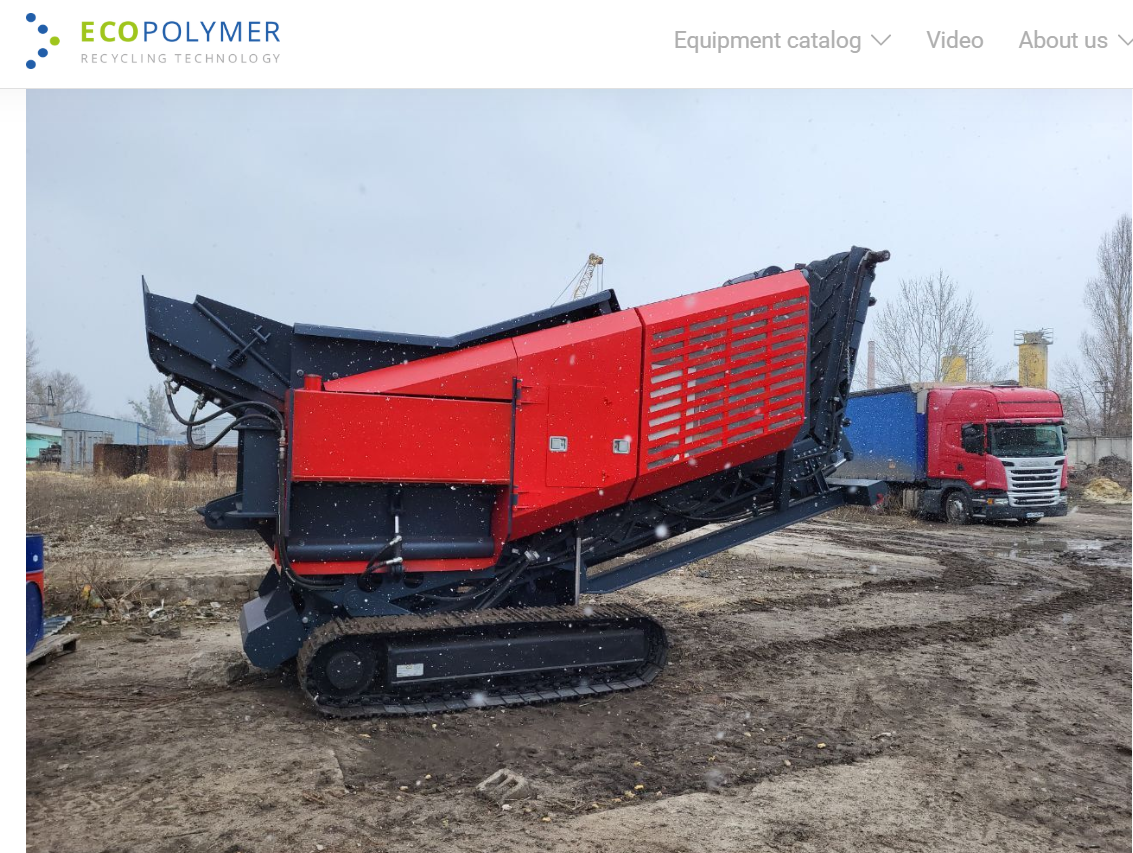 ECOPOLYMER
RECYCLING TECHNOLOGY
Equipment catalog
Video
About us